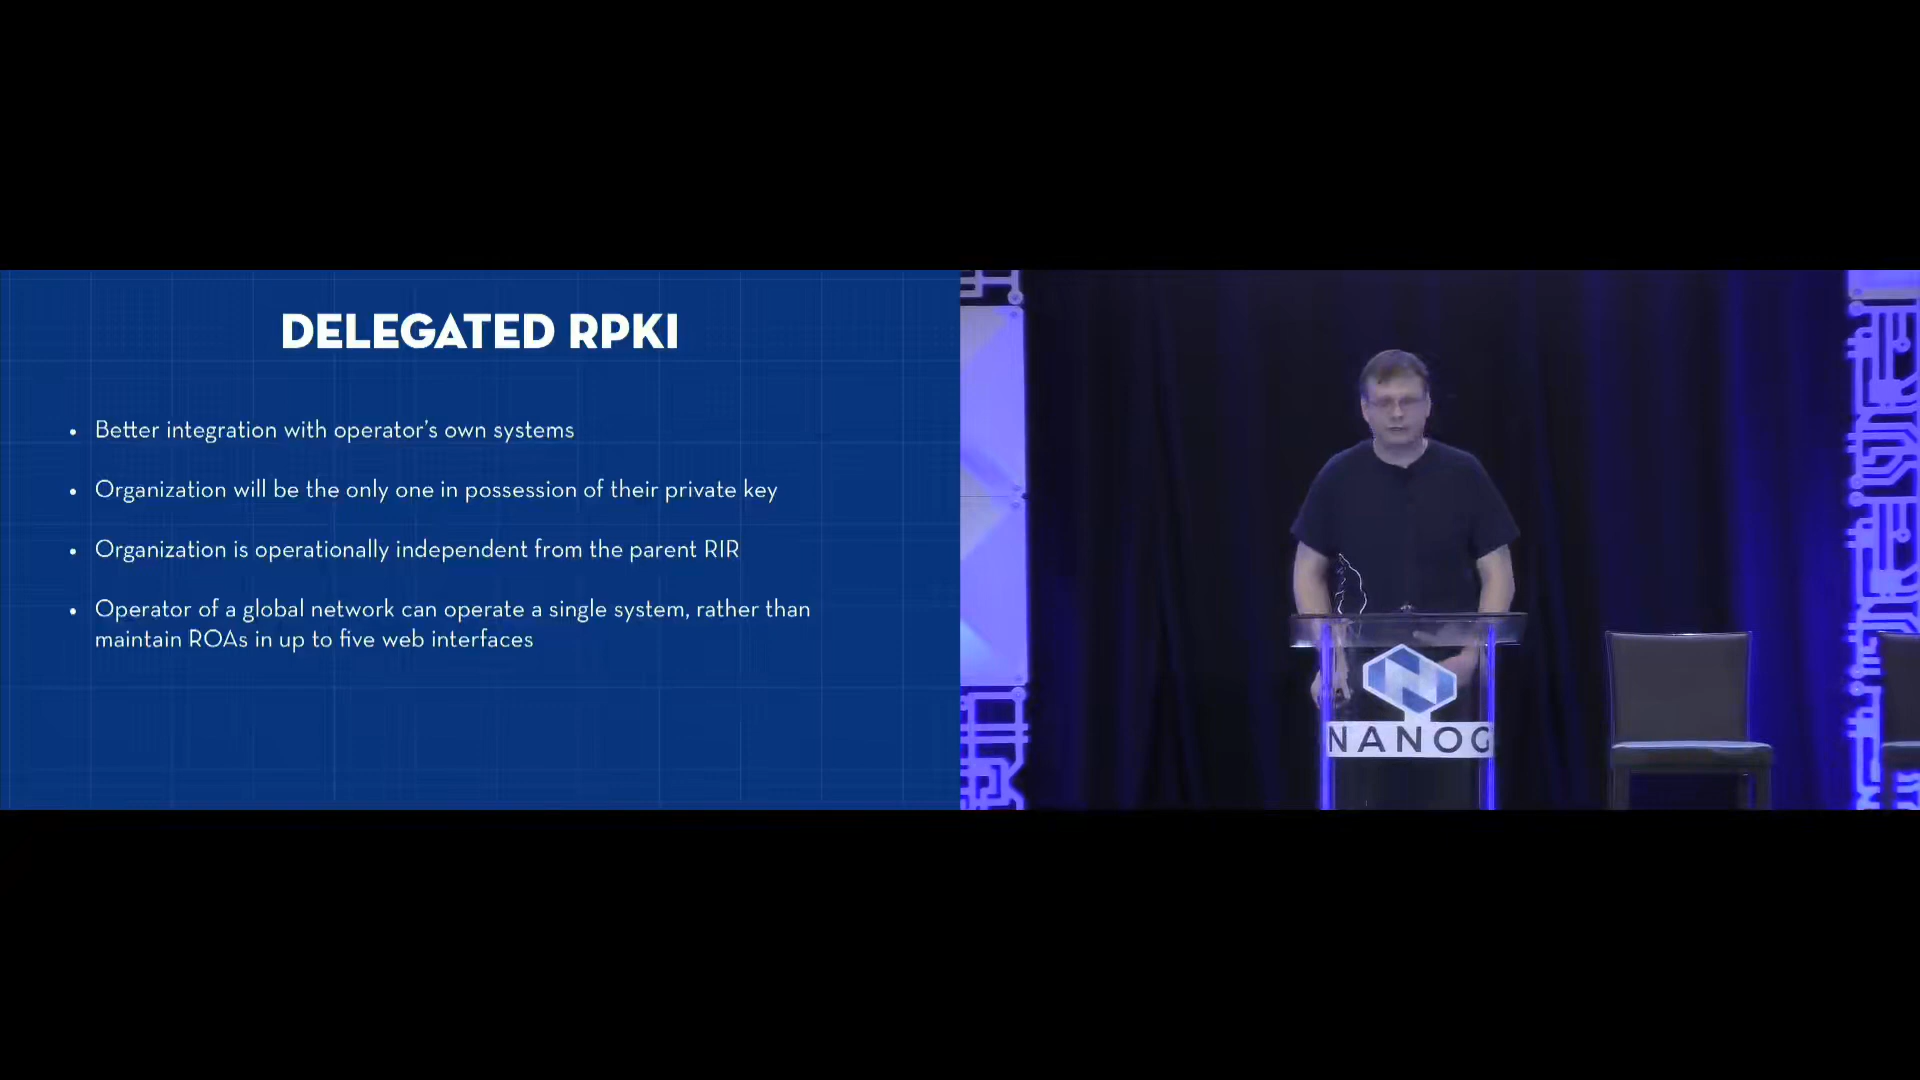 DELEGATED RPKI
• Better integration with operator’s own systems
• Organization will be the only one in possession of their private key
• Organization is operationally independent from the parent RIR
• Operator of a global network can operate a single system, rather than
maintain ROAs in up to five web interfaces
NANOG